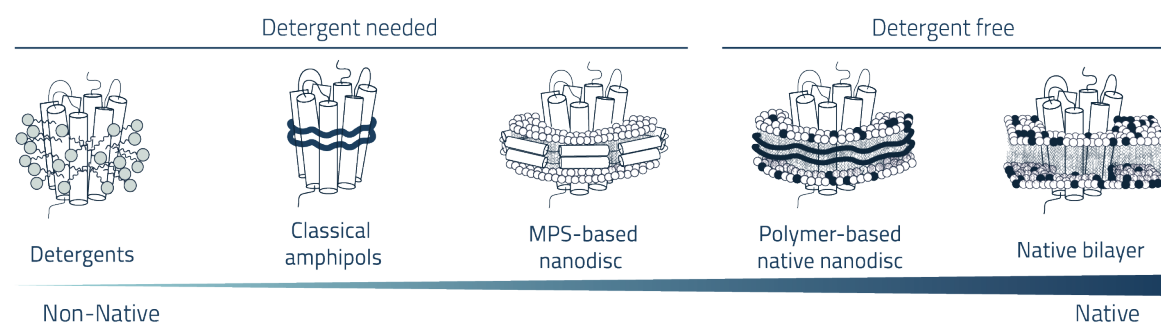 Detergent needed
Detergent free
Detergents
Classical
amphipols
MPS-based
nanodisc
Polymer-based
native nanodisc
Native bilayer
Non-Native
Native